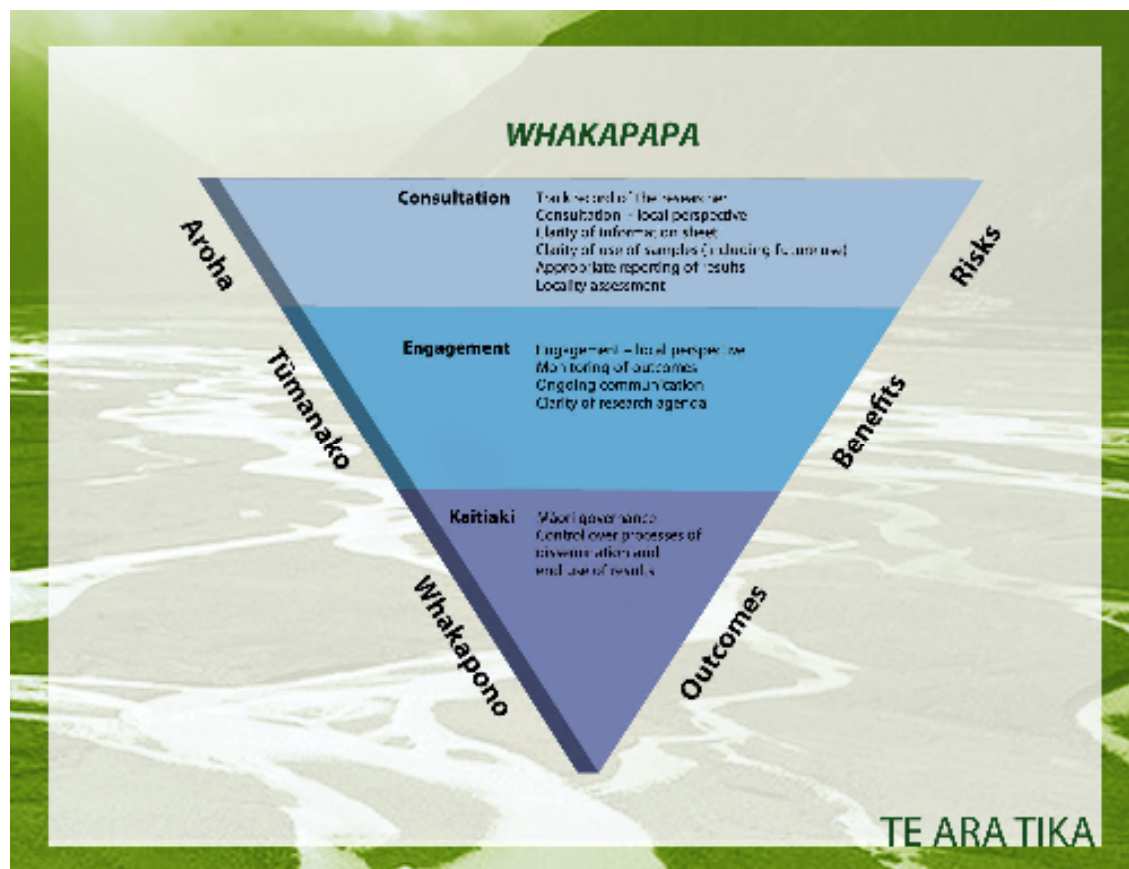 WHAKAPAPA
Consultation
Track record of the researcher
Consultation – local perspective
Clarity of information sheet
Clarity of use of samples (including future use)
Appropriate reporting of results
Locality assessment
Aroha
Risks
Engagement
Engagement – local perspective
Monitoring of outcomes
Ongoing communication
Clarity of research agenda
Tūmanako
Benefits
Kaitiaki
Māori governance
Control over processes of
dissemination and
end use of results
Whakapono
Outcomes
TE ARA TIKA